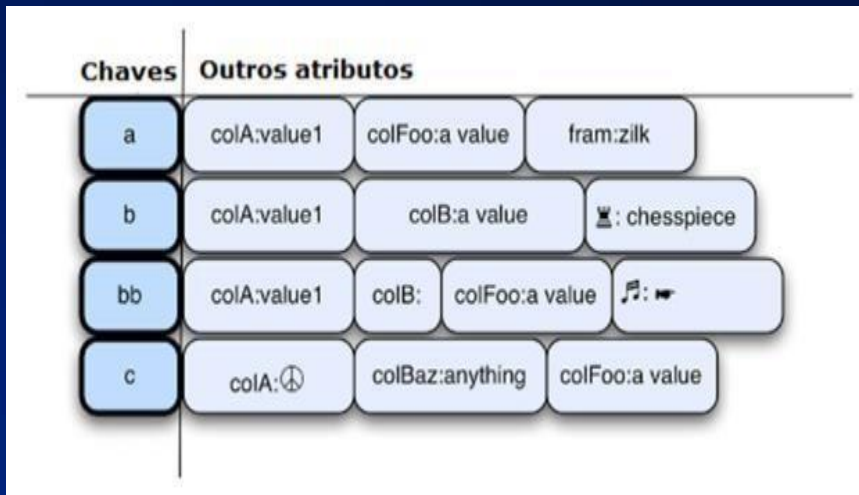 Chaves Outros atributos
a colA:value1 colFoo:a value fram:zilk
b colA:value1 colB:a value ♜: chesspiece
bb colA:value1 colB: colFoo:a value ♬: ☛
c colA:☮ colBaz:anything colFoo:a value